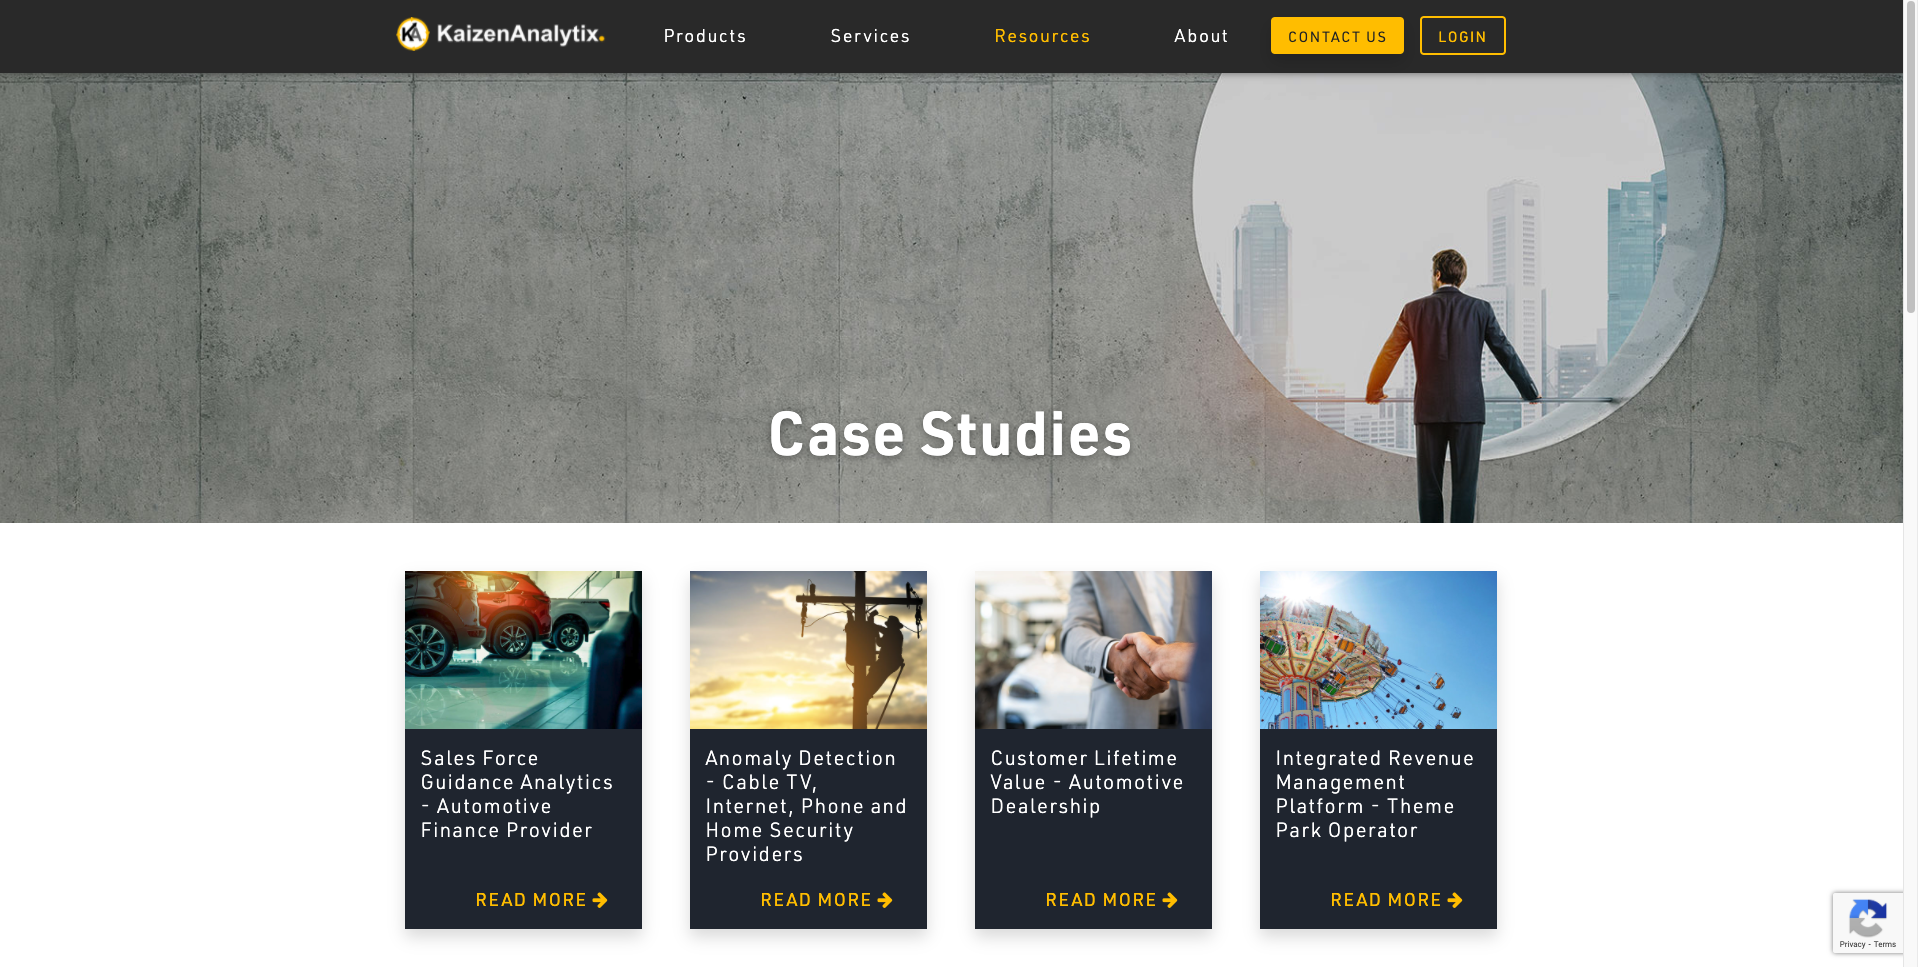 KA KaizenAnalytix.
Products
Services
Resources
About
CONTACT US
LOGIN
Case Studies
Sales Force
Guidance Analytics
- Automotive
Finance Provider
READ MORE
Anomaly Detection
- Cable TV,
Internet, Phone and
Home Security
Providers
READ MORE
Customer Lifetime
Value - Automotive
Dealership
READ MORE
Integrated Revenue
Management
Platform - Theme
Park Operator
READ MORE
Privacy - Terms